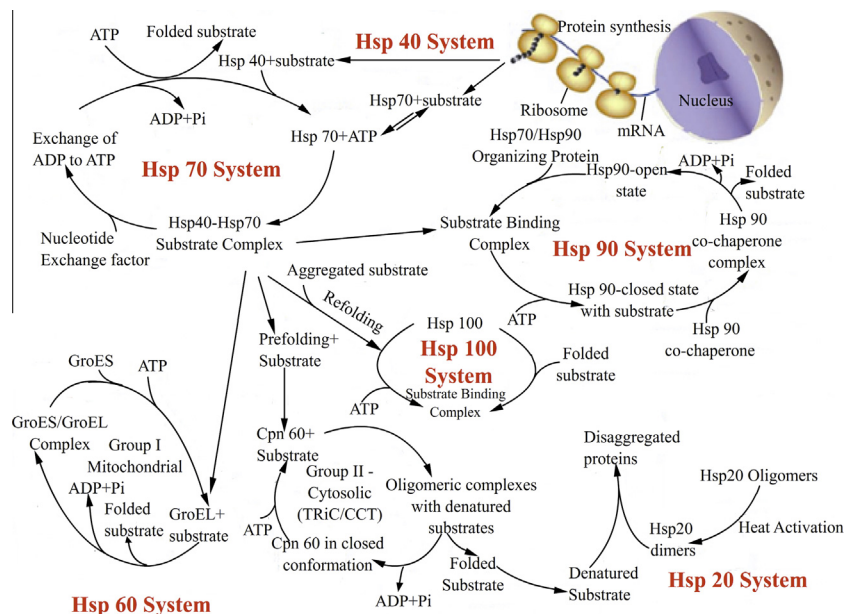 ATP
Folded substrate
Hsp 40+substrate
Hsp 40 System
Protein synthesis
Nucleus
Ribosome
mRNA
ADP+Pi
Hsp70+substrate
Hsp 70+ATP
Exchange of
ADP to ATP
Hsp 70 System
Hsp70/Hsp90
Organizing Protein
Hsp90-open
state
ADP+Pi
Folded
substrate
Nucleotide
Exchange factor
Hsp40-Hsp70
Substrate Complex
Substrate Binding
Complex
Hsp 90 System
Hsp 90
co-chaperone
complex
Aggregated substrate
Refolding
ATP
Hsp 90-closed state
with substrate
Hsp 90
co-chaperone
Prefolding+
Substrate
Hsp 100
Hsp 100
System
Folded
substrate
ATP
Substrate Binding
Complex
GroES
ATP
GroES/GroEL
Complex
Group I
Mitochondrial
ADP+Pi
Folded
substrate
GroEL+
substrate
Hsp 60 System
Cpn 60+
Substrate
Group II -
Cytosolic
(TRiC/CCT)
ATP
Cpn 60 in closed
conformation
Oligomeric complexes
with denatured
substrates
ADP+Pi
Folded
Substrate
Disaggregated
proteins
Hsp20 Oligomers
Heat Activation
Hsp20
dimers
Denatured
Substrate
Hsp 20 System